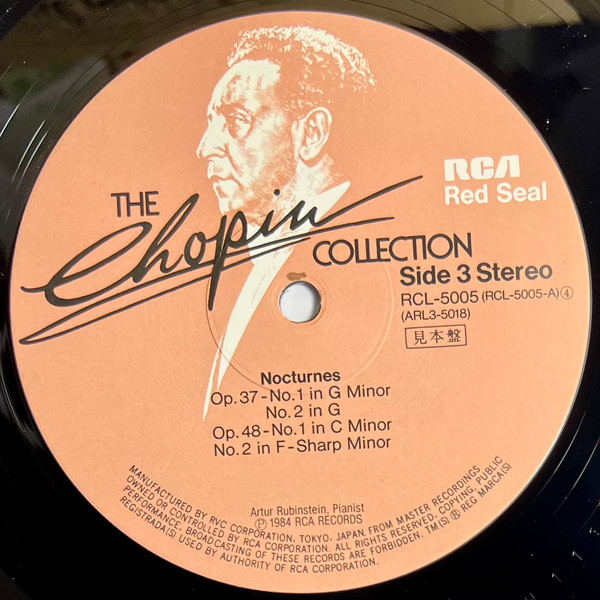 THE
Chopin
COLLECTION
RCA
Red Seal
Side 3 Stereo
RCL-5005 (RCL-5005-A)④
(ARL3-5018)
見本盤
Nocturnes
Op.37-No.1 in G Minor
No.2 in G
Op.48-No.1 in C Minor
No.2 in F-Sharp Minor
Artur Rubinstein, Pianist
Ⓟ 1984 RCA RECORDS
MANUFACTURED BY RVC CORPORATION, TOKYO, JAPAN, FROM MASTER RECORDINGS
OWNED OR CONTROLLED BY RCA CORPORATION. ALL RIGHTS RESERVED. COPYING, PUBLIC
PERFORMANCE, BROADCASTING OF THESE RECORDS ARE FORBIDDEN. TM(S) ® REG MARCA(S)
REGISTRADA(S) USED BY AUTHORITY OF RCA CORPORATION.